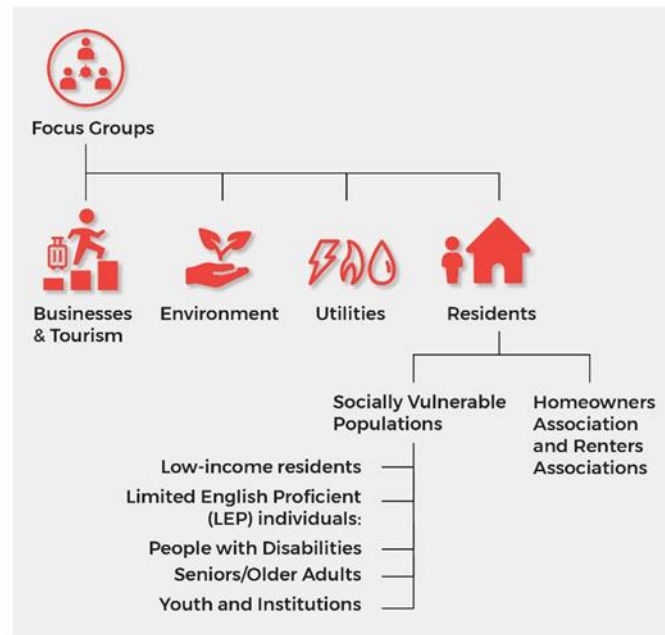 Focus Groups
Businesses
& Tourism
Environment
Utilities
Residents
Socially Vulnerable
Populations
Homeowners
Association
and Renters
Associations
Low-income residents
Limited English Proficient
(LEP) individuals:
People with Disabilities
Seniors/Older Adults
Youth and Institutions